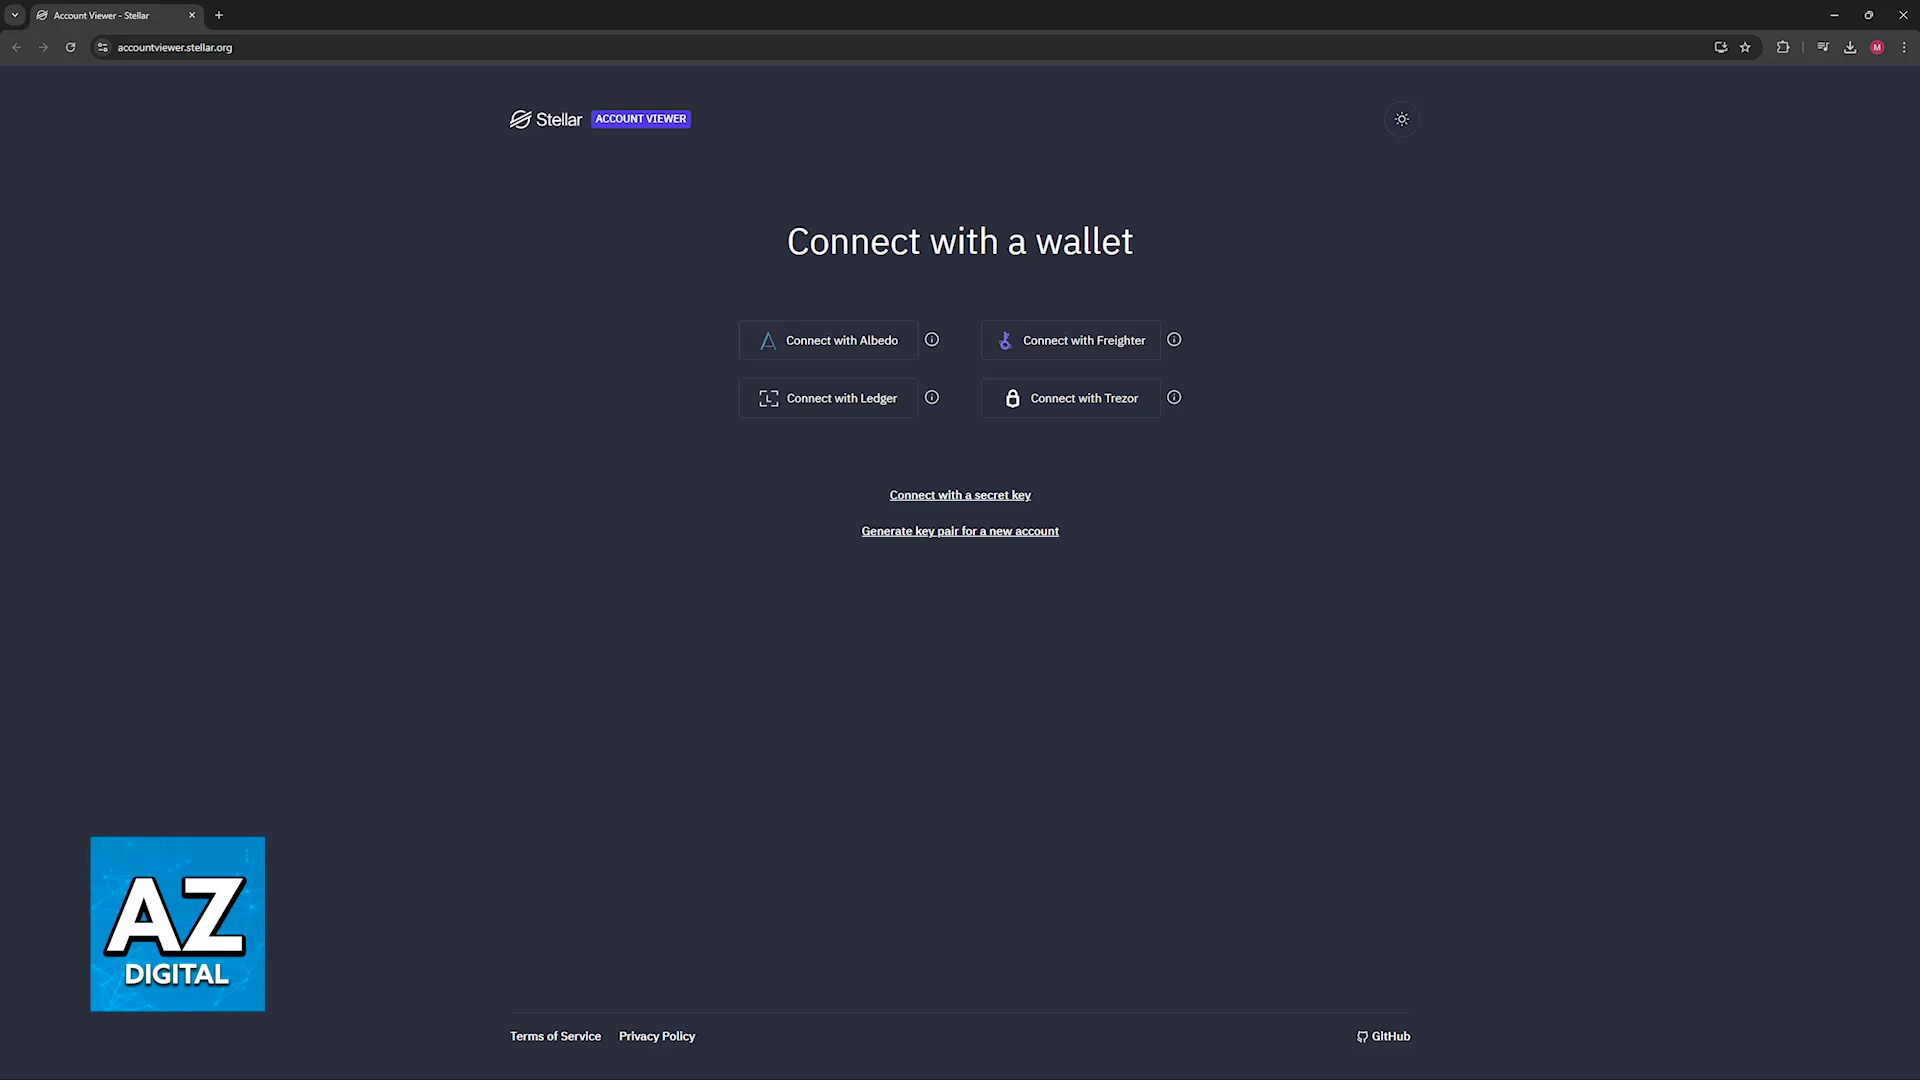 Account Viewer - Stellar
accountviewer.stellar.org
M
Stellar ACCOUNT VIEWER
Connect with a wallet
Connect with Albedo
Connect with Freighter
Connect with Ledger
Connect with Trezor
Connect with a secret key
Generate key pair for a new account
AZ
DIGITAL
Terms of Service Privacy Policy GitHub